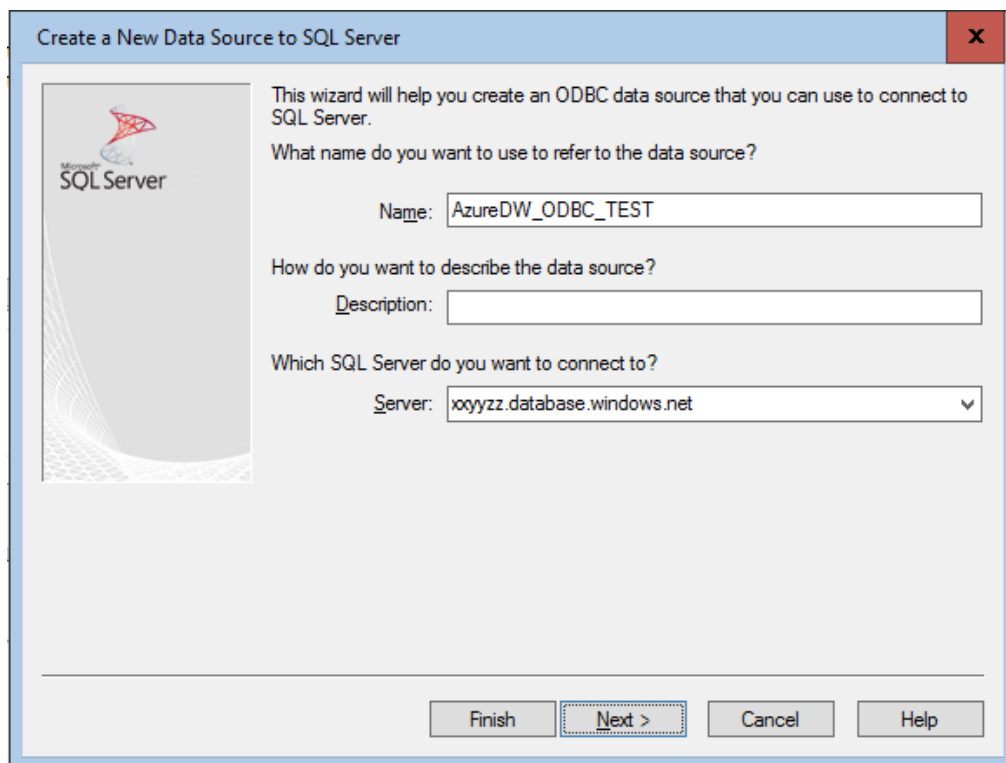 Create a New Data Source to SQL Server
x
Microsoft
SQL Server
This wizard will help you create an ODBC data source that you can use to connect to
SQL Server.
What name do you want to use to refer to the data source?
Name: AzureDW_ODBC_TEST
How do you want to describe the data source?
Description:
Which SQL Server do you want to connect to?
Server: xxyyzz.database.windows.net
Finish Next > Cancel Help